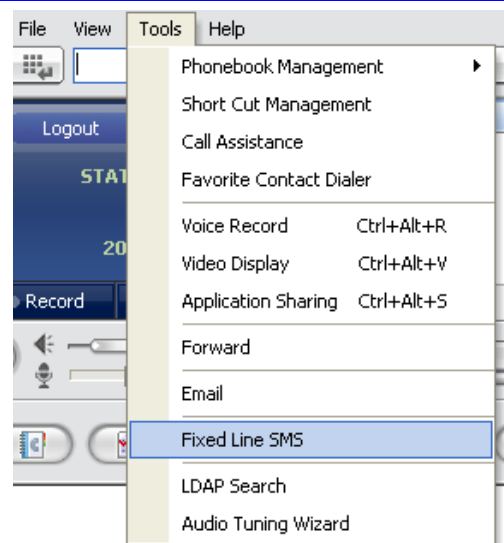 File View Tools Help
Phonebook Management
Short Cut Management
Logout
Call Assistance
Favorite Contact Dialer
Voice Record Ctrl+Alt+R
20
Video Display Ctrl+Alt+V
Record
Application Sharing Ctrl+Alt+S
Forward
Email
Fixed Line SMS
LDAP Search
Audio Tuning Wizard